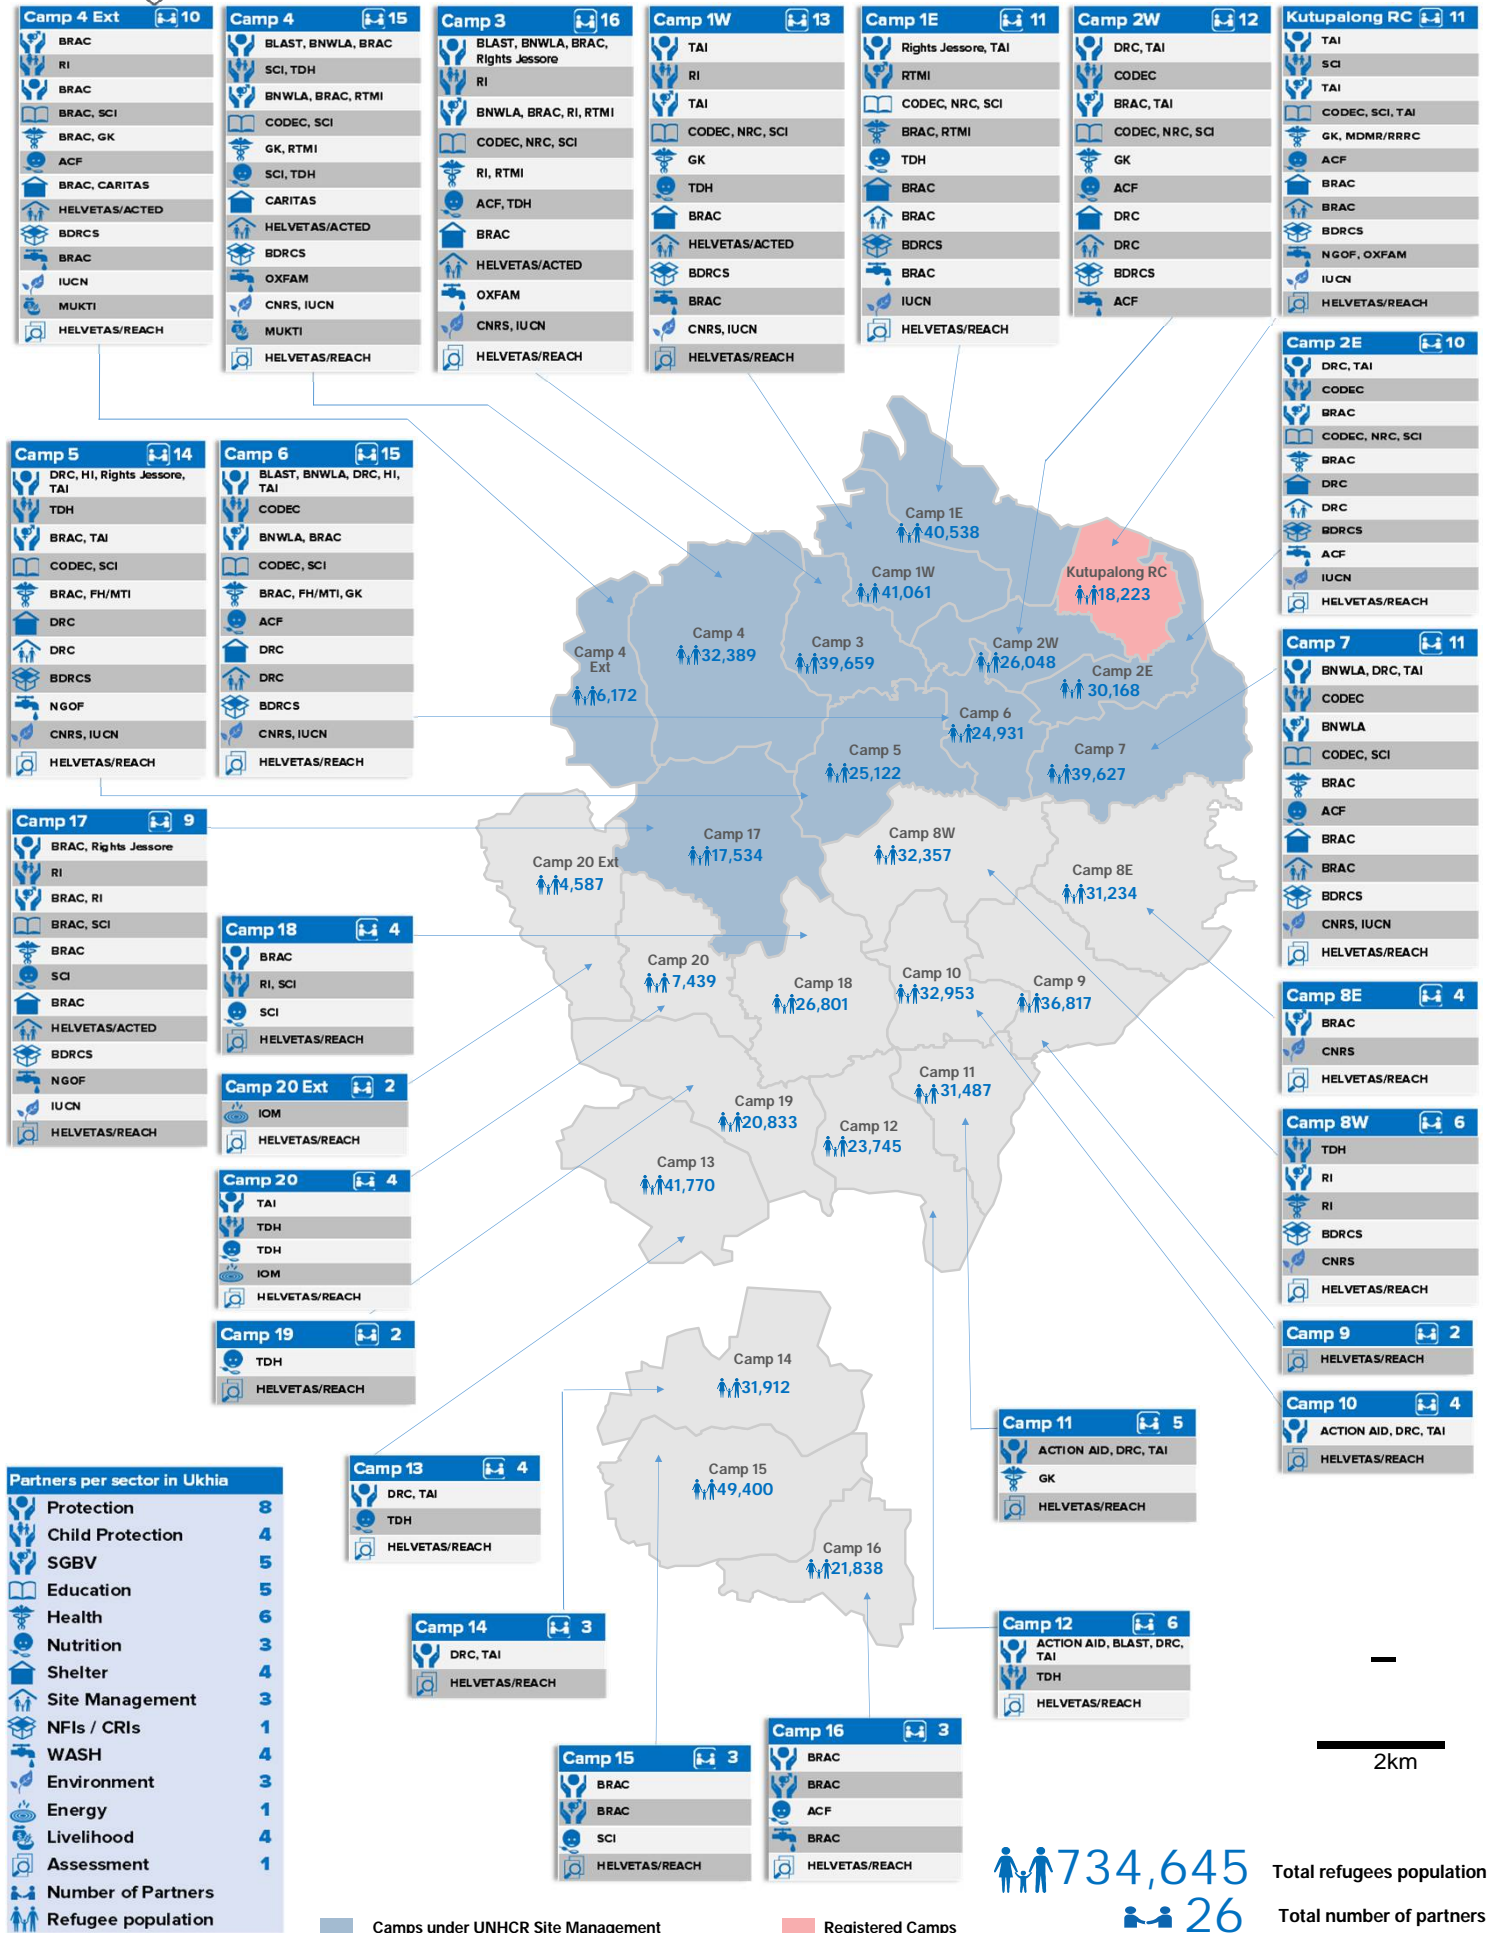 Camp 4 Ext 10
BRAC
RI
BRAC
BRAC, SCI
BRAC, GK
ACF
BRAC, CARITAS
HELVETAS/ACTED
BDRCS
BRAC
IUCN
MUKTI
HELVETAS/REACH
Camp 4 15
BLAST, BNWLA, BRAC
SCI, TDH
BNWLA, BRAC, RTMI
CODEC, SCI
GK, RTMI
SCI, TDH
CARITAS
HELVETAS/ACTED
BDRCS
OXFAM
CNRS, IUCN
MUKTI
HELVETAS/REACH
Camp 3 16
BLAST, BNWLA, BRAC,
Rights Jessore
RI
BNWLA, BRAC, RI, RTMI
CODEC, NRC, SCI
RI, RTMI
ACF, TDH
BRAC
HELVETAS/ACTED
OXFAM
CNRS, IUCN
HELVETAS/REACH
Camp 1W 13
TAI
RI
TAI
CODEC, NRC, SCI
GK
TDH
BRAC
HELVETAS/ACTED
BDRCS
BRAC
CNRS, IUCN
HELVETAS/REACH
Camp 1E 11
Rights Jessore, TAI
RTMI
CODEC, NRC, SCI
BRAC, RTMI
TDH
BRAC
BRAC
BDRCS
BRAC
IUCN
HELVETAS/REACH
Camp 2W 12
DRC, TAI
CODEC
BRAC, TAI
CODEC, NRC, SCI
GK
ACF
DRC
DRC
BDRCS
ACF
Kutupalong RC 11
TAI
SCI
TAI
CODEC, SCI, TAI
GK, MDMR/RRRC
ACF
BRAC
BRAC
BDRCS
NGOF, OXFAM
IUCN
HELVETAS/REACH
Camp 2E 10
DRC, TAI
CODEC
BRAC
CODEC, NRC, SCI
BRAC
DRC
DRC
BDRCS
ACF
IUCN
HELVETAS/REACH
Camp 5 14
DRC, HI, Rights Jessore,
TAI
TDH
BRAC, TAI
CODEC, SCI
BRAC, FH/MTI
DRC
DRC
BDRCS
NGOF
CNRS, IUCN
HELVETAS/REACH
Camp 6 15
BLAST, BNWLA, DRC, HI,
TAI
CODEC
BNWLA, BRAC
CODEC, SCI
BRAC, FH/MTI, GK
ACF
DRC
DRC
BDRCS
CNRS, IUCN
HELVETAS/REACH
Camp 7 11
BNWLA, DRC, TAI
CODEC
BNWLA
CODEC, SCI
BRAC
ACF
BRAC
BRAC
BDRCS
CNRS, IUCN
HELVETAS/REACH
Camp 1E
40,538
Camp 1W
41,061
Kutupalong RC
18,223
Camp 4
32,389
Camp 3
39,659
Camp 2W
26,048
Camp 4
Ext
6,172
Camp 2E
30,168
Camp 6
24,931
Camp 5
25,122
Camp 7
39,627
Camp 17
17,534
Camp 8W
32,357
Camp 20 Ext
4,587
Camp 8E
31,234
Camp 20
7,439
Camp 18
26,801
Camp 10
32,953
Camp 9
36,817
Camp 11
31,487
Camp 19
20,833
Camp 12
23,745
Camp 13
41,770
Camp 14
31,912
Camp 15
49,400
Camp 16
21,838
Camp 17 9
BRAC, Rights Jessore
RI
BRAC, RI
BRAC, SCI
BRAC
SCI
BRAC
HELVETAS/ACTED
BDRCS
NGOF
IUCN
HELVETAS/REACH
Camp 18 4
BRAC
RI, SCI
SCI
HELVETAS/REACH
Camp 20 Ext 2
IOM
HELVETAS/REACH
Camp 20 4
TAI
TDH
TDH
IOM
HELVETAS/REACH
Camp 19 2
TDH
HELVETAS/REACH
Camp 8E 4
BRAC
CNRS
HELVETAS/REACH
Camp 8W 6
TDH
RI
RI
BDRCS
CNRS
HELVETAS/REACH
Camp 9 2
HELVETAS/REACH
Camp 10 4
ACTION AID, DRC, TAI
HELVETAS/REACH
Camp 11 5
ACTION AID, DRC, TAI
GK
HELVETAS/REACH
Camp 13 4
DRC, TAI
TDH
HELVETAS/REACH
Camp 14 3
DRC, TAI
HELVETAS/REACH
Camp 12 6
ACTION AID, BLAST, DRC,
TAI
TDH
HELVETAS/REACH
Camp 15 3
BRAC
BRAC
SCI
HELVETAS/REACH
Camp 16 3
BRAC
BRAC
ACF
BRAC
HELVETAS/REACH
Partners per sector in Ukhia
Protection 8
Child Protection 4
SGBV 5
Education 5
Health 6
Nutrition 3
Shelter 4
Site Management 3
NFIs / CRIs 1
WASH 4
Environment 3
Energy 1
Livelihood 4
Assessment 1
Number of Partners
Refugee population
2km
734,645 Total refugees population
26 Total number of partners
Camps under UNHCR Site Management
Registered Camps